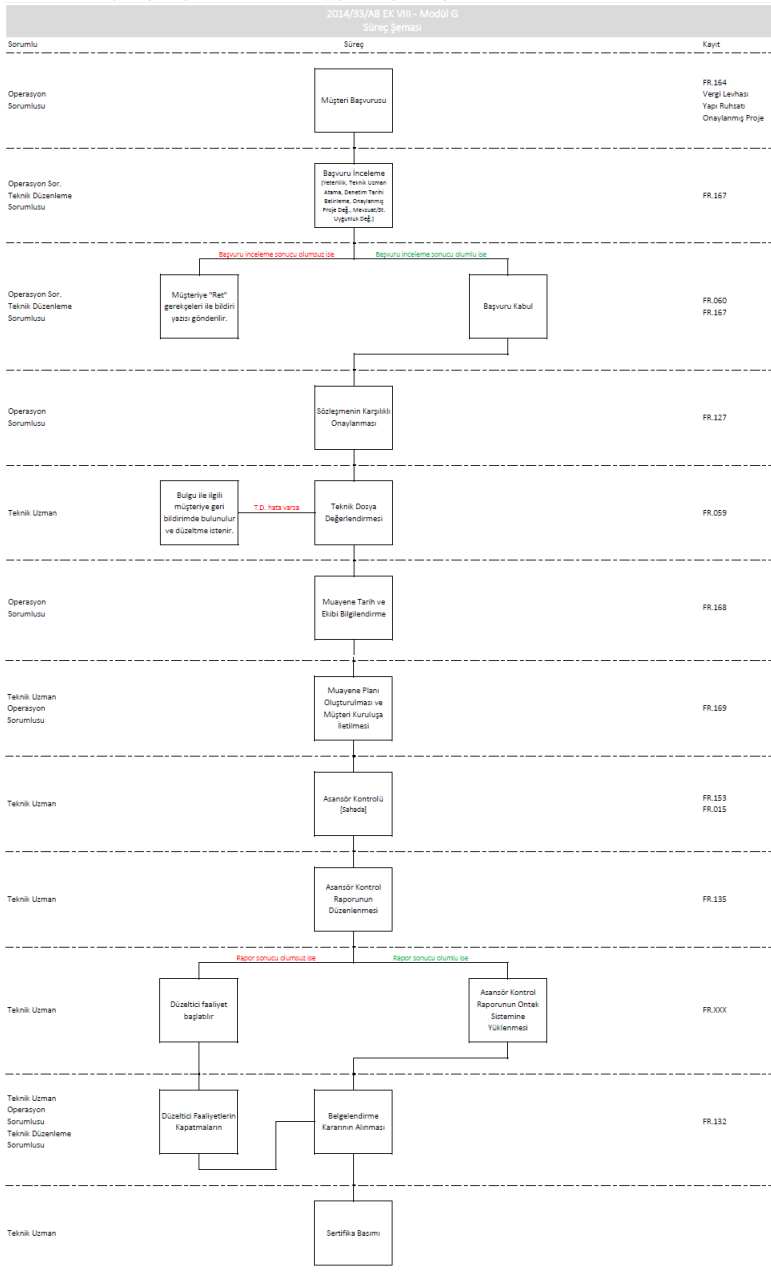 2014/33/AB EK VIII - Modül G
Süreç Şeması
Sorumlu
Süreç
Kayıt
Operasyon
Sorumlusu
Müşteri Başvurusu
FR.164
Vergi Levhası
Yapı Ruhsatı
Onaylanmış Proje
Operasyon Sor.
Teknik Düzenleme
Sorumlusu
Başvuru İnceleme
[Yeterlilik, Teknik Uzman
Atama, Denetim Tarihi
Belirleme, Onaylanmış
Proje Değ., Mevzuat/St.
Uygunluk Değ.]
FR.167
Başvuru inceleme sonucu olumsuz ise
Başvuru inceleme sonucu olumlu ise
Operasyon Sor.
Teknik Düzenleme
Sorumlusu
Müşteriye "Ret"
gerekçeleri ile bildiri
yazısı gönderilir.
Başvuru Kabul
FR.060
FR.167
Operasyon
Sorumlusu
Sözleşmenin Karşılıklı
Onaylanması
FR.127
Teknik Uzman
Bulgu ile ilgili
müşteriye geri
bildirimde bulunulur
ve düzeltme istenir.
T.D. hata varsa
Teknik Dosya
Değerlendirmesi
FR.059
Operasyon
Sorumlusu
Muayene Tarih ve
Ekibi Bilgilendirme
FR.168
Teknik Uzman
Operasyon
Sorumlusu
Muayene Planı
Oluşturulması ve
Müşteri Kuruluşa
İletilmesi
FR.169
Teknik Uzman
Asansör Kontrolü
[Sahada]
FR.153
FR.015
Teknik Uzman
Asansör Kontrol
Raporunun
Düzenlenmesi
FR.135
Rapor sonucu olumsuz ise
Rapor sonucu olumlu ise
Teknik Uzman
Düzeltici faaliyet
başlatılır
Asansör Kontrol
Raporunun Ontek
Sistemine
Yüklenmesi
FR.XXX
Teknik Uzman
Operasyon
Sorumlusu
Teknik Düzenleme
Sorumlusu
Düzeltici Faaliyetlerin
Kapatmaların
Belgelendirme
Kararının Alınması
FR.132
Teknik Uzman
Sertifika Basımı